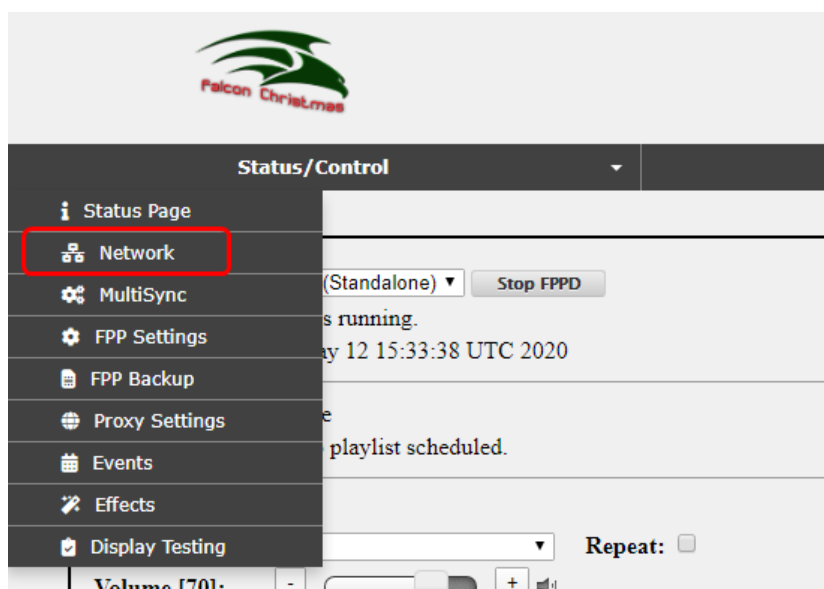 Falcon Christmas
Status/Control
Status Page
Network
MultiSync
(Standalone) Stop FPPD
FPP Settings
s running.
ay 12 15:33:38 UTC 2020
FPP Backup
Proxy Settings
e
playlist scheduled.
Events
Effects
Display Testing
Repeat:
Volume [70]: - +